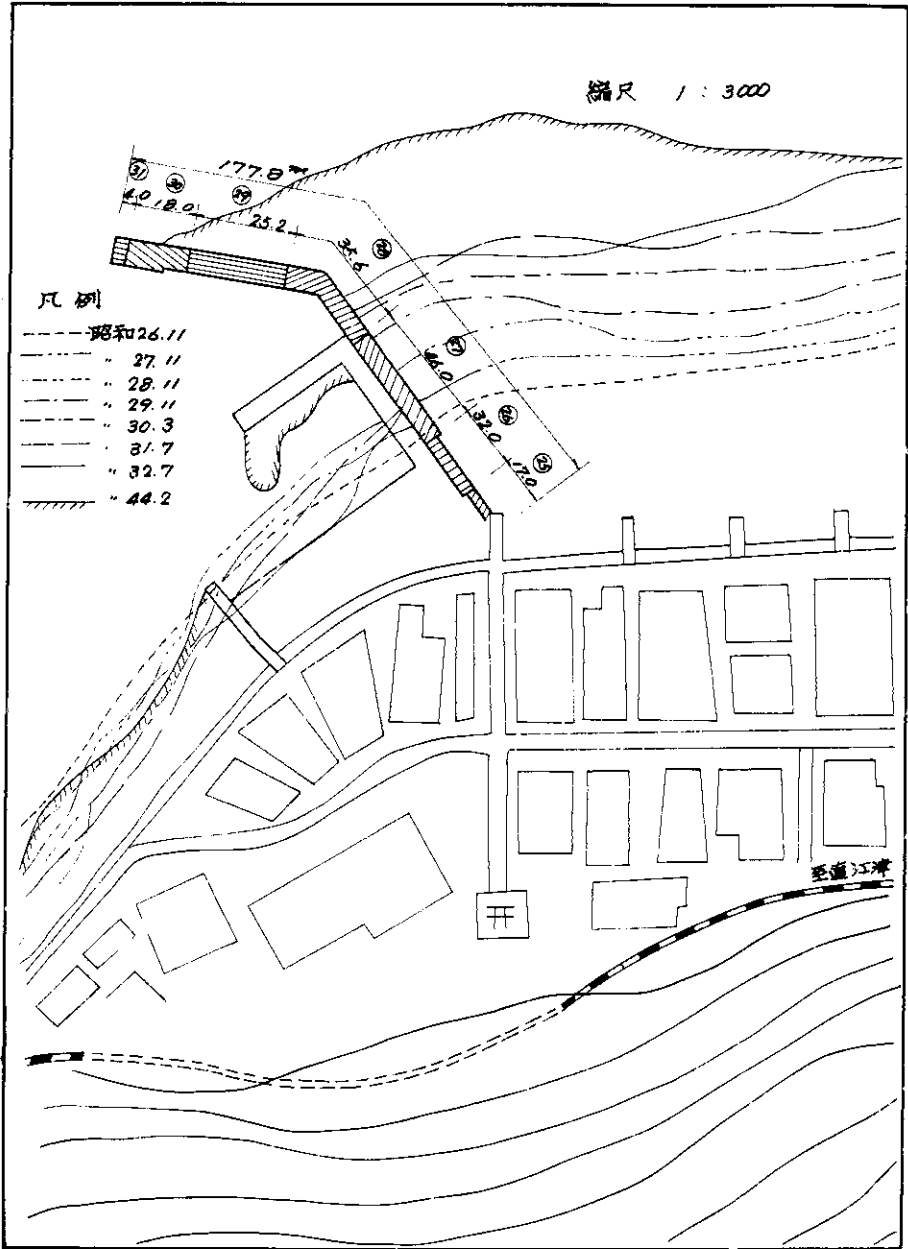 縮尺 1 : 3000
177.8m
㉛ ㉚ ㉙
4.0 18.0 25.2
㉘
35.6
㉗
46.0
㉖
32.0
㉕
17.0
凡例
昭和26.11
〃 27.11
〃 28.11
〃 29.11
〃 30.3
〃 31.7
〃 32.7
〃 44.2
至直江津